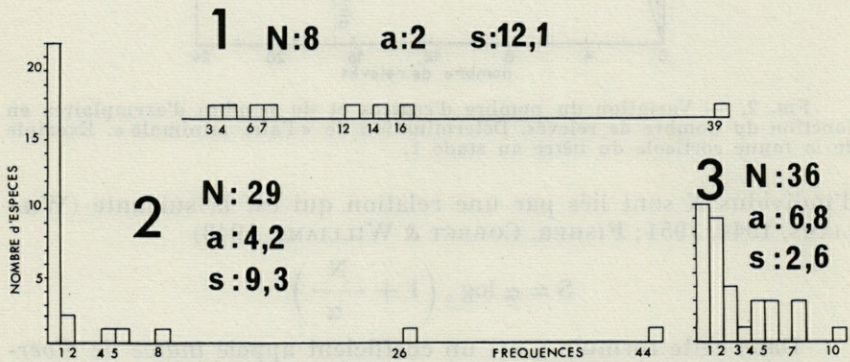 1 N:8 a:2 s:12,1
3 4 6 7 12 14 16 39
20
15
10
5
NOMBRE d'ESPECES
2
N: 29
a:4,2
s:9,3
1 2 4 5 8 26 FREQUENCES 44
3
N:36
a:6,8
s:2,6
1 2 3 4 5 7 10